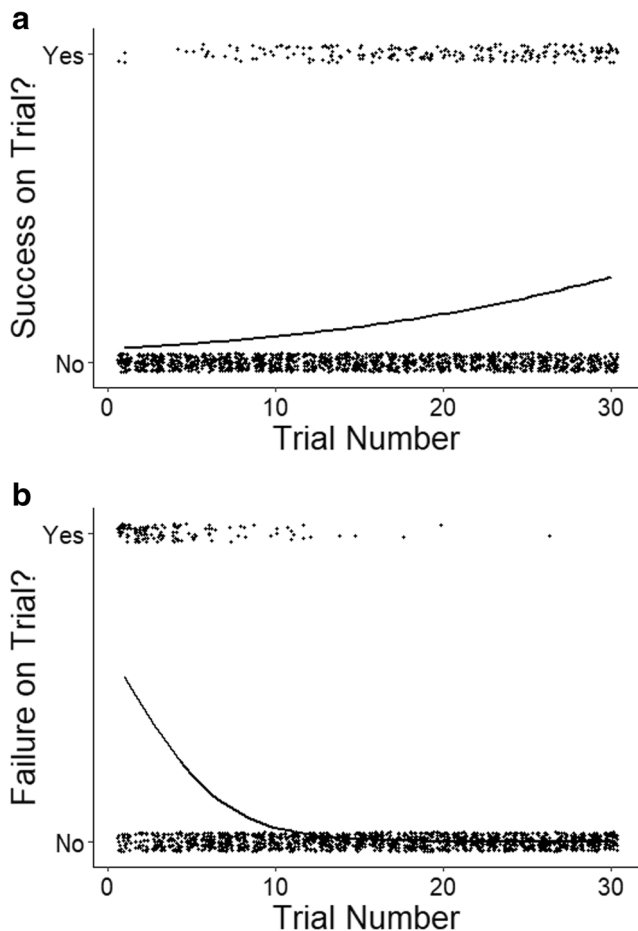 a
Success on Trial?
Yes
No
0 10 20 30
Trial Number
b
Failure on Trial?
Yes
No
0 10 20 30
Trial Number